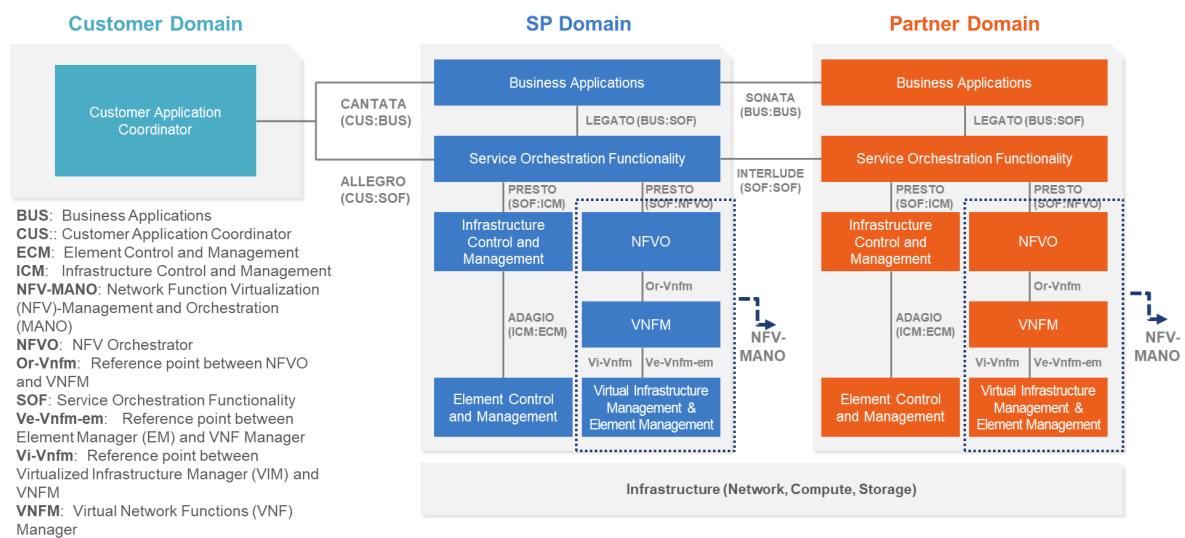 Customer Domain
SP Domain
Partner Domain
Customer Application
Coordinator
CANTATA
(CUS:BUS)
ALLEGRO
(CUS:SOF)
Business Applications
LEGATO (BUS:SOF)
Service Orchestration Functionality
PRESTO
(SOF:ICM)
PRESTO
(SOF:NFVO)
Infrastructure
Control and
Management
NFVO
Or-Vnfm
ADAGIO
(ICM:ECM)
VNFM
Vi-Vnfm
Ve-Vnfm-em
Element Control
and Management
Virtual Infrastructure
Management &
Element Management
NFV-
MANO
SONATA
(BUS:BUS)
INTERLUDE
(SOF:SOF)
Business Applications
LEGATO (BUS:SOF)
Service Orchestration Functionality
PRESTO
(SOF:ICM)
PRESTO
(SOF:NFVO)
Infrastructure
Control and
Management
NFVO
Or-Vnfm
ADAGIO
(ICM:ECM)
VNFM
Vi-Vnfm
Ve-Vnfm-em
Element Control
and Management
Virtual Infrastructure
Management &
Element Management
NFV-
MANO
Infrastructure (Network, Compute, Storage)
BUS: Business Applications
CUS:: Customer Application Coordinator
ECM: Element Control and Management
ICM: Infrastructure Control and Management
NFV-MANO: Network Function Virtualization
(NFV)-Management and Orchestration
(MANO)
NFVO: NFV Orchestrator
Or-Vnfm: Reference point between NFVO
and VNFM
SOF: Service Orchestration Functionality
Ve-Vnfm-em: Reference point between
Element Manager (EM) and VNF Manager
Vi-Vnfm: Reference point between
Virtualized Infrastructure Manager (VIM) and
VNFM
VNFM: Virtual Network Functions (VNF)
Manager